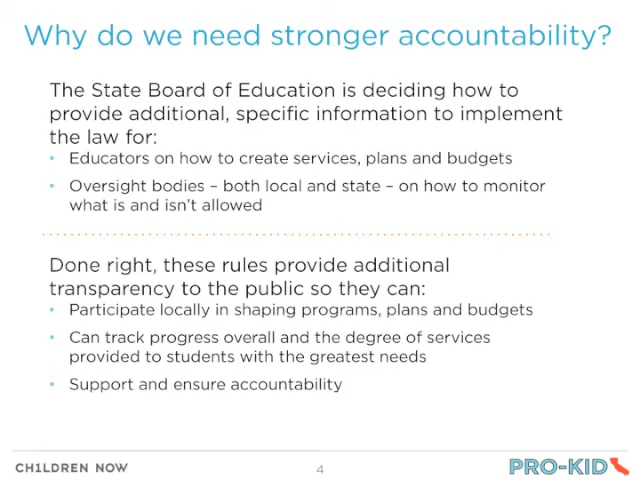 Why do we need stronger accountability?
The State Board of Education is deciding how to
provide additional, specific information to implement
the law for:
• Educators on how to create services, plans and budgets
• Oversight bodies – both local and state – on how to monitor
what is and isn't allowed
Done right, these rules provide additional
transparency to the public so they can:
• Participate locally in shaping programs, plans and budgets
• Can track progress overall and the degree of services
provided to students with the greatest needs
• Support and ensure accountability
CH1LDREN NOW
4
PRO-KID